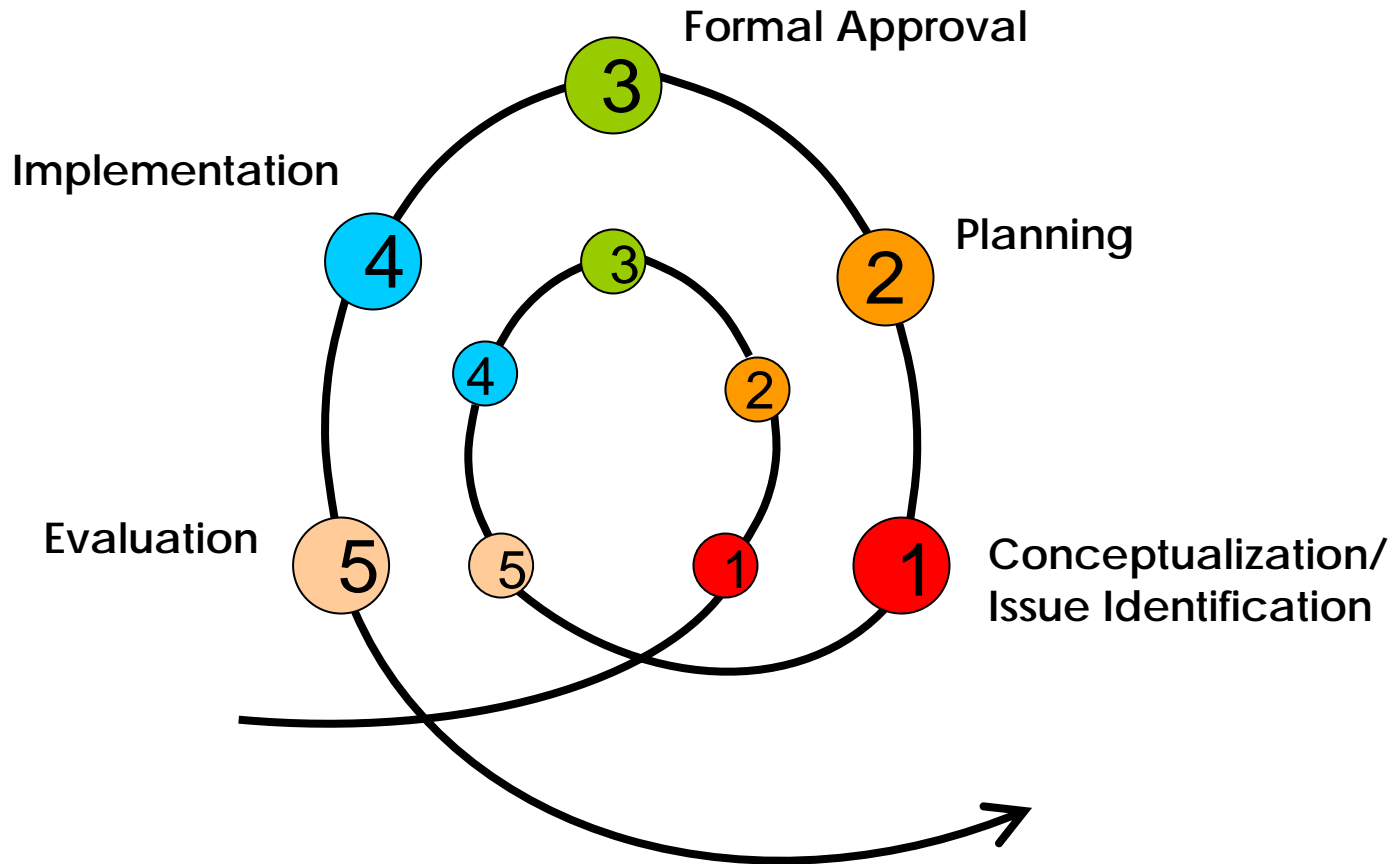 Formal Approval
3
Implementation
4
Planning
2
3
4
2
Evaluation
5
5
1
1
Conceptualization/
Issue Identification